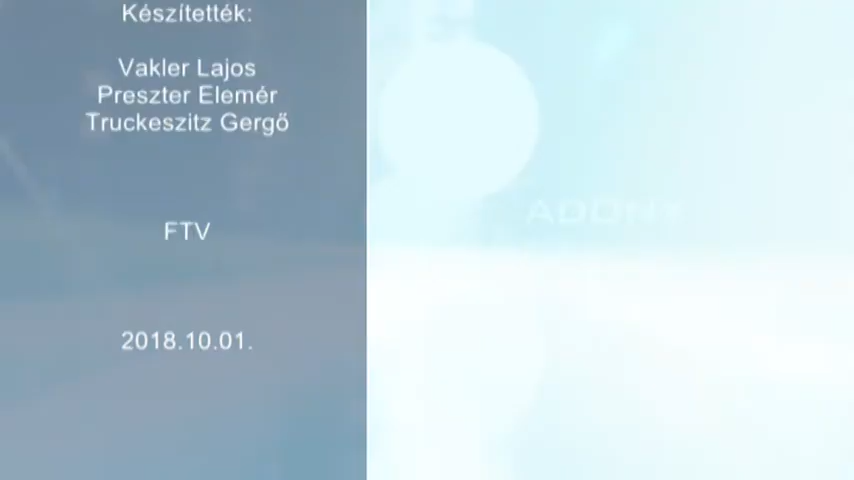 Készítették:
Vakler Lajos
Preszter Elemér
Truckeszitz Gergő
FTV
2018.10.01.